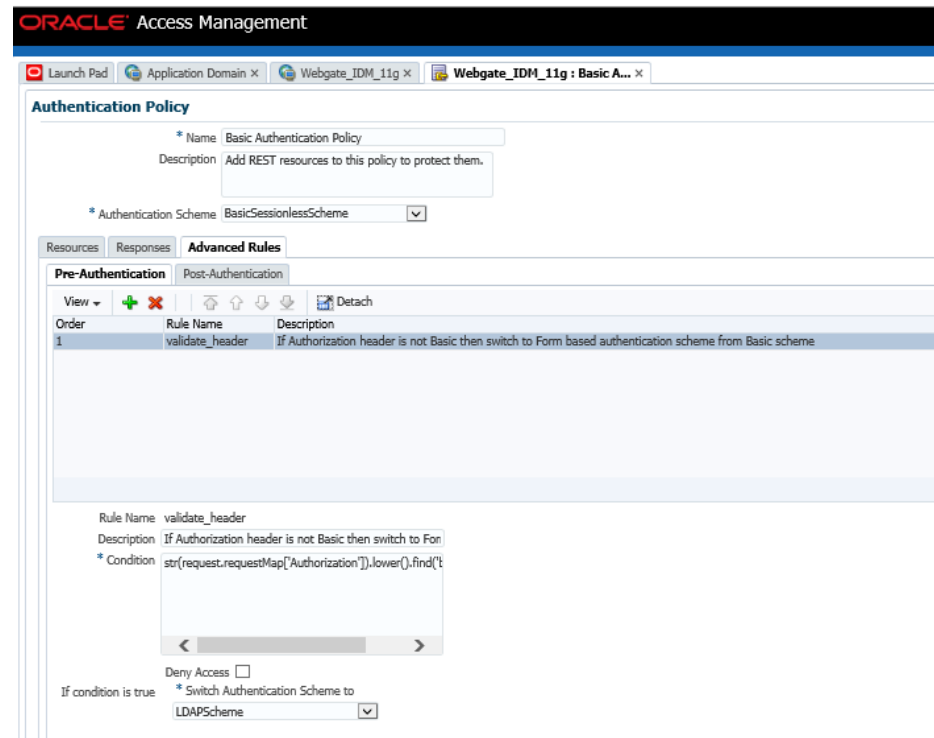 ORACLE Access Management
Launch Pad Application Domain × Webgate_IDM_11g × Webgate_IDM_11g : Basic A... ×
Authentication Policy
* Name Basic Authentication Policy
Description Add REST resources to this policy to protect them.
* Authentication Scheme BasicSessionlessScheme
Resources Responses Advanced Rules
Pre-Authentication Post-Authentication
View Detach
Order Rule Name Description
1 validate_header If Authorization header is not Basic then switch to Form based authentication scheme from Basic scheme
Rule Name validate_header
Description If Authorization header is not Basic then switch to For
* Condition str(request.requestMap['Authorization']).lower().find('b
Deny Access
If condition is true * Switch Authentication Scheme to
LDAPScheme